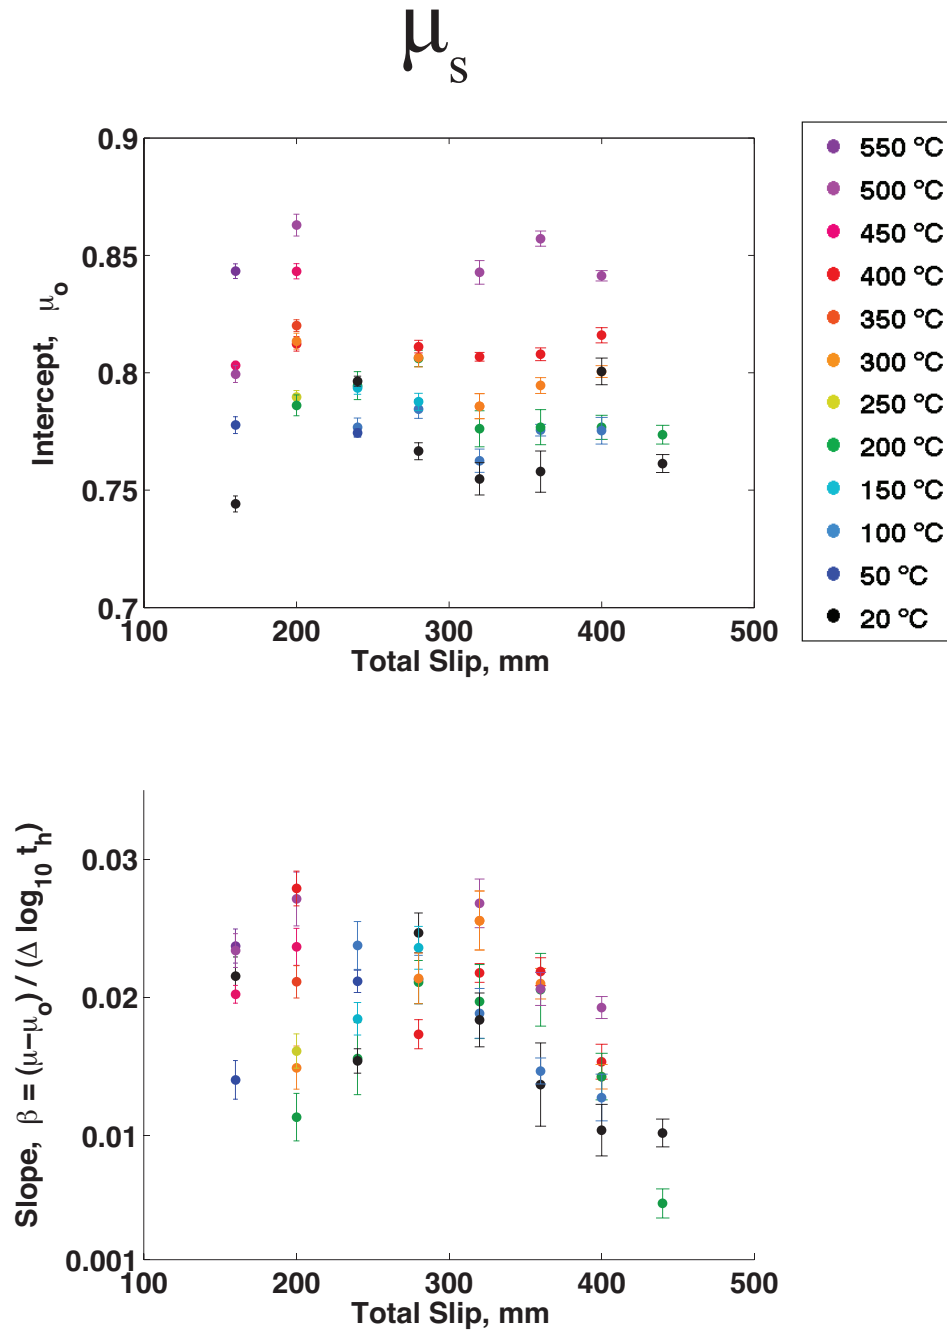 μs
0.9
0.85
0.8
0.75
0.7
Intercept, μo
100
200
300
400
500
Total Slip, mm
550 °C
500 °C
450 °C
400 °C
350 °C
300 °C
250 °C
200 °C
150 °C
100 °C
50 °C
20 °C
0.03
0.02
0.01
0.001
Slope, β = (μ−μo) / (Δ log10 th)
100
200
300
400
500
Total Slip, mm